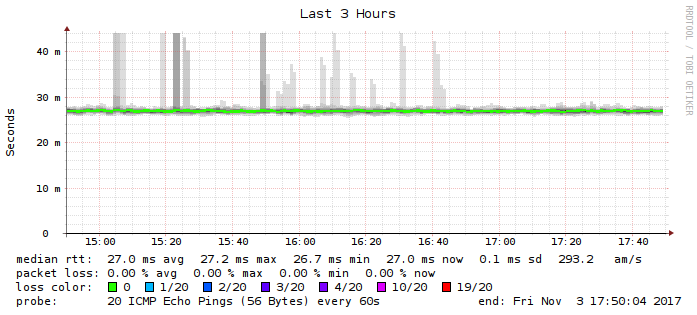 Last 3 Hours
RRDTOOL / TOBI OETIKER
Seconds
40 m
30 m
20 m
10 m
0
15:00 15:20 15:40 16:00 16:20 16:40 17:00 17:20 17:40
median rtt: 27.0 ms avg 27.2 ms max 26.7 ms min 27.0 ms now 0.1 ms sd 293.2 am/s
packet loss: 0.00 % avg 0.00 % max 0.00 % min 0.00 % now
loss color: 0 1/20 2/20 3/20 4/20 10/20 19/20
probe: 20 ICMP Echo Pings (56 Bytes) every 60s end: Fri Nov 3 17:50:04 2017